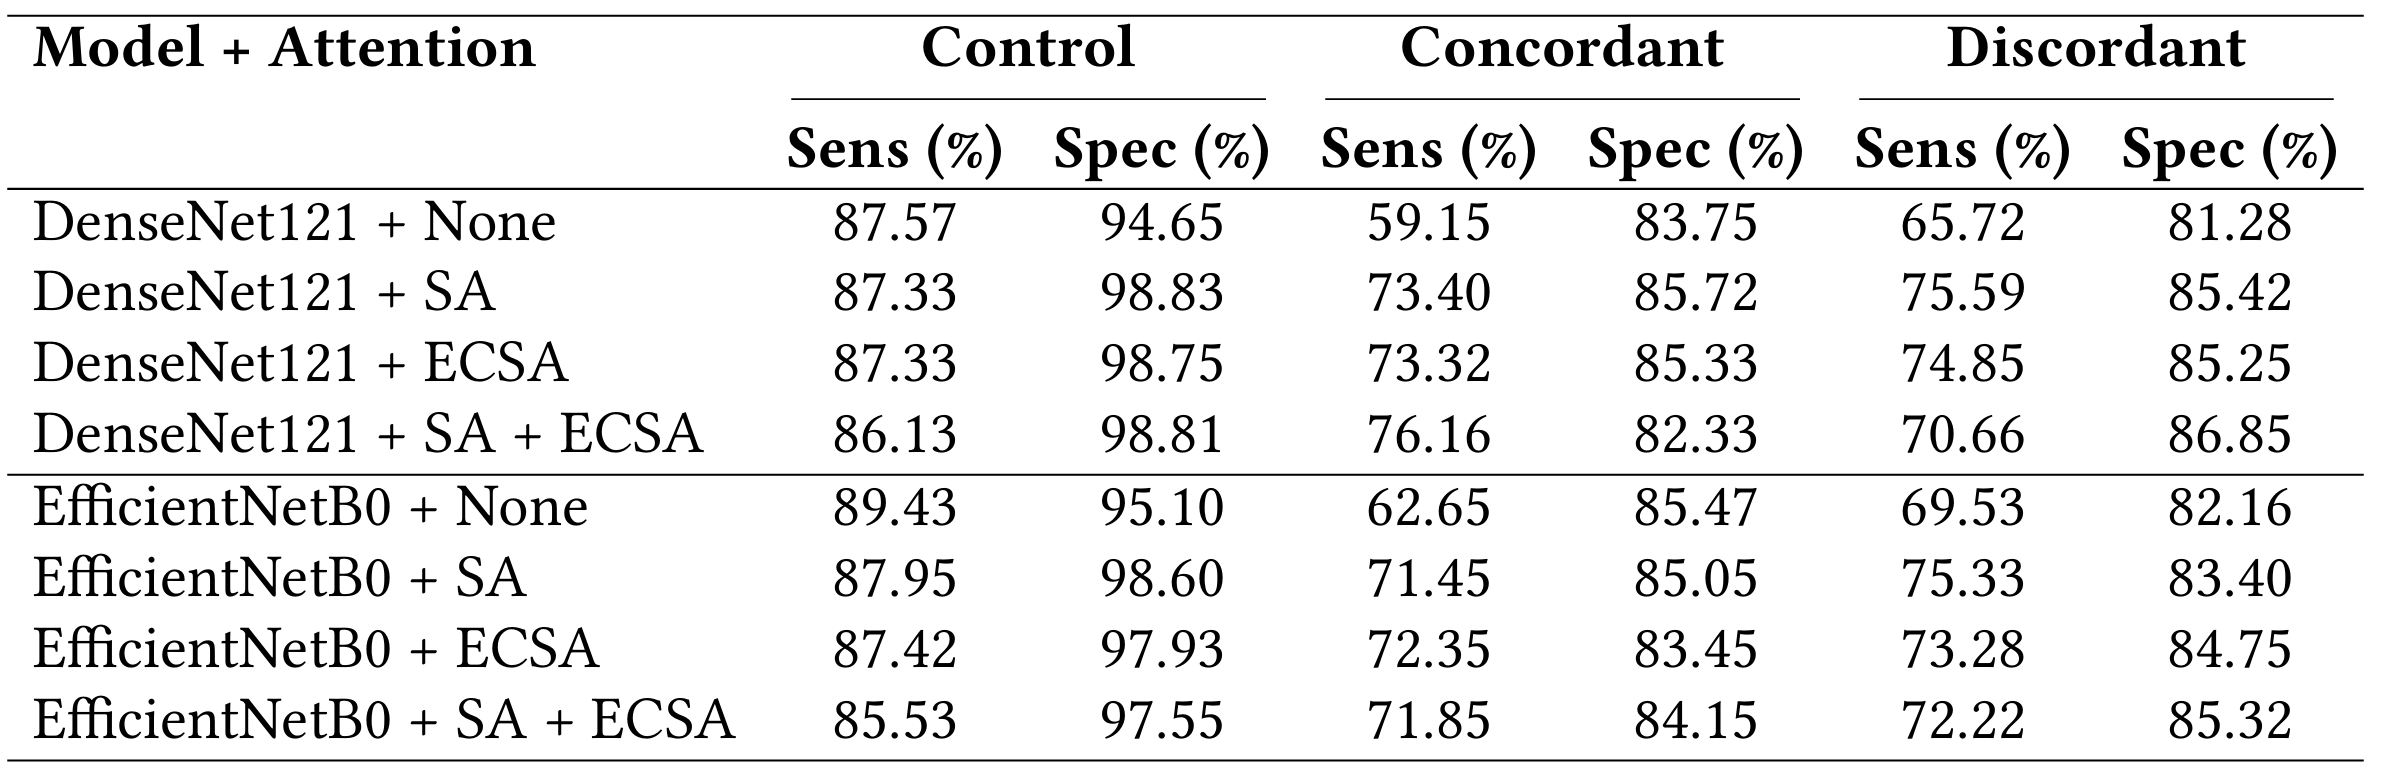 Model + Attention Control Concordant Discordant
Sens (%) Spec (%) Sens (%) Spec (%) Sens (%) Spec (%)
DenseNet121 + None 87.57 94.65 59.15 83.75 65.72 81.28
DenseNet121 + SA 87.33 98.83 73.40 85.72 75.59 85.42
DenseNet121 + ECSA 87.33 98.75 73.32 85.33 74.85 85.25
DenseNet121 + SA + ECSA 86.13 98.81 76.16 82.33 70.66 86.85
EfficientNetB0 + None 89.43 95.10 62.65 85.47 69.53 82.16
EfficientNetB0 + SA 87.95 98.60 71.45 85.05 75.33 83.40
EfficientNetB0 + ECSA 87.42 97.93 72.35 83.45 73.28 84.75
EfficientNetB0 + SA + ECSA 85.53 97.55 71.85 84.15 72.22 85.32